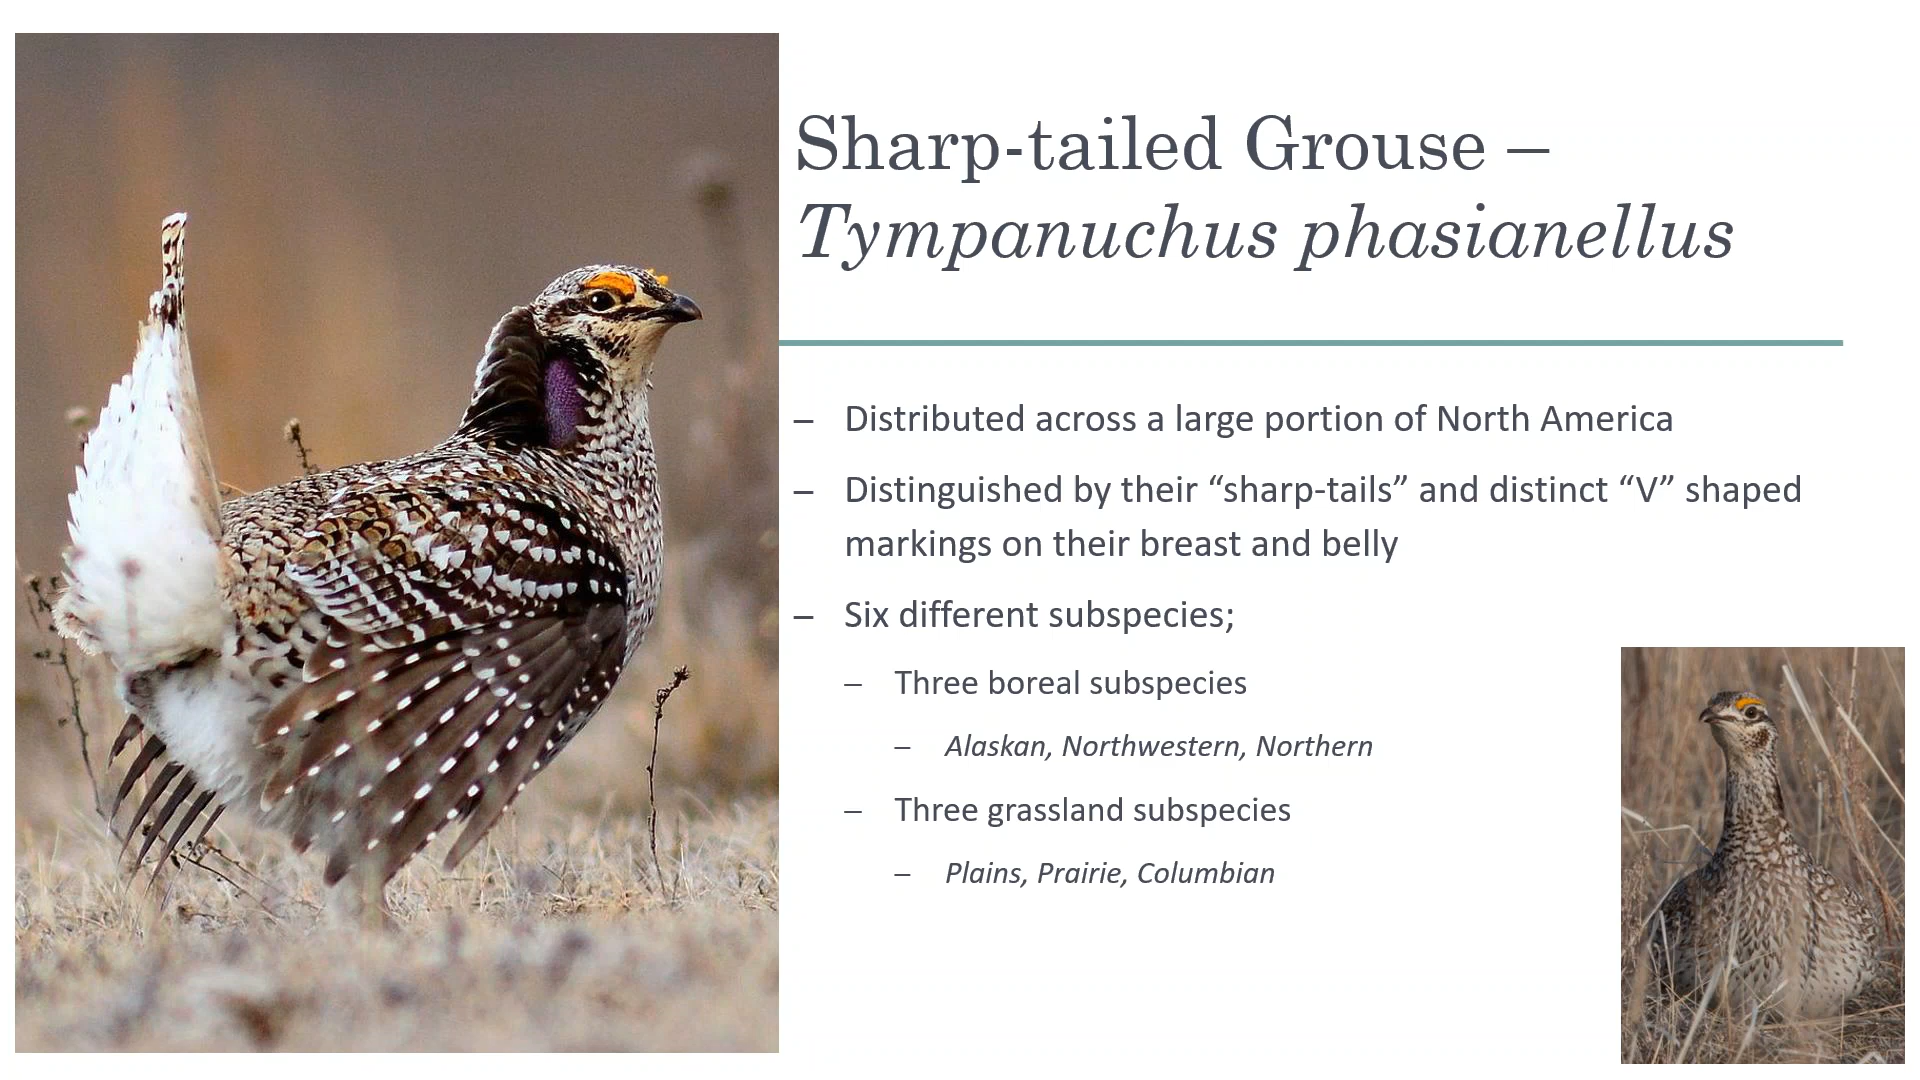 Sharp-tailed Grouse –
Tympanuchus phasianellus
– Distributed across a large portion of North America
– Distinguished by their “sharp-tails” and distinct “V” shaped
markings on their breast and belly
– Six different subspecies;
– Three boreal subspecies
– Alaskan, Northwestern, Northern
– Three grassland subspecies
– Plains, Prairie, Columbian